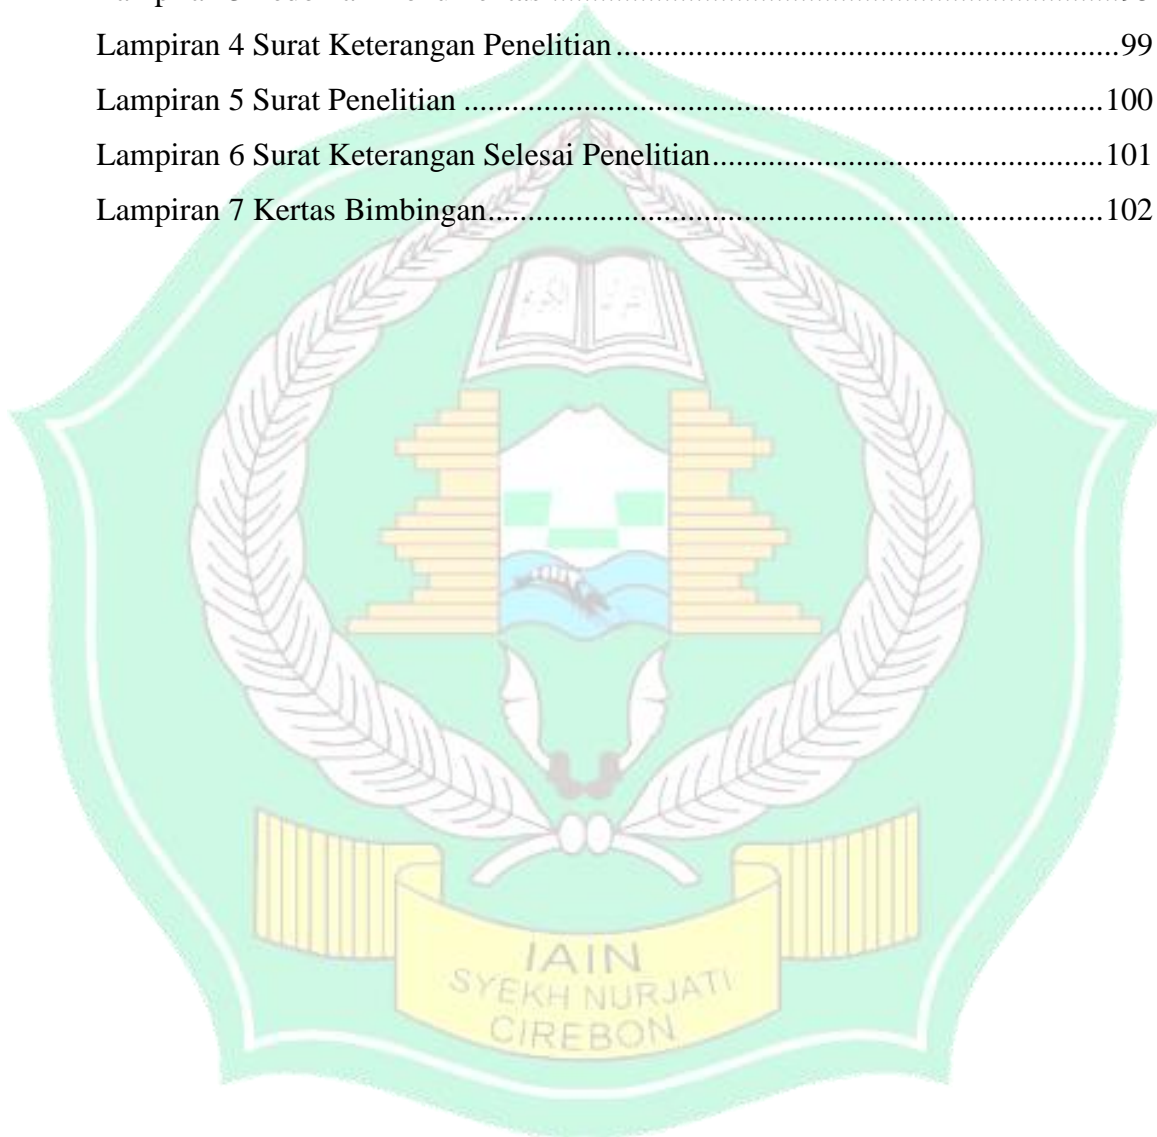 Lampiran 4 Surat Keterangan Penelitian ............................................................... 99
Lampiran 5 Surat Penelitian ................................................................................ 100
Lampiran 6 Surat Keterangan Selesai Penelitian................................................. 101
Lampiran 7 Kertas Bimbingan............................................................................. 102
IAIN
SYEKH NURJATI
CIREBON